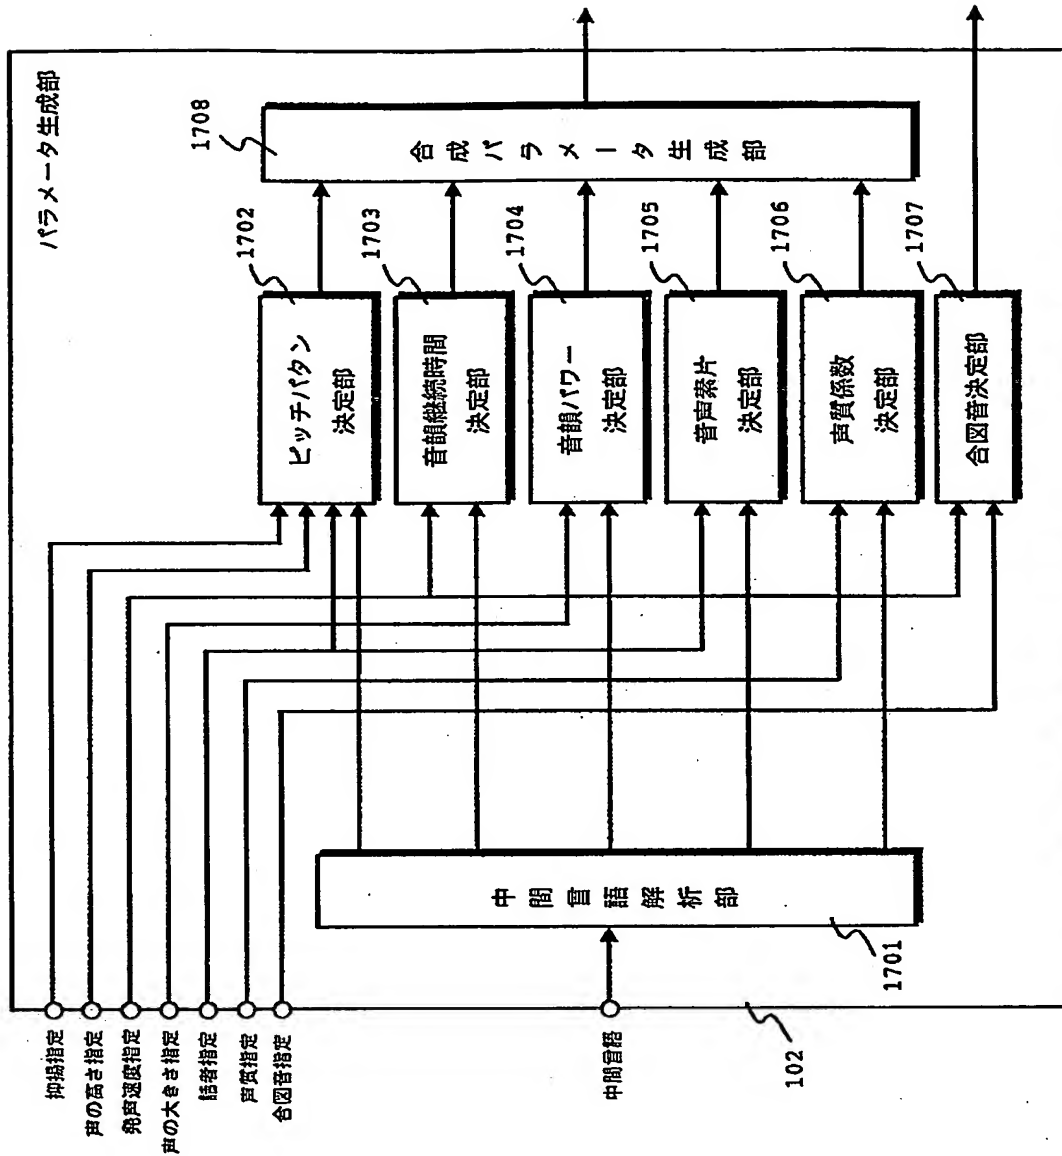 パラメータ生成部
抑揚指定
声の高さ指定
発声速度指定
声の大きさ指定
話者指定
声質指定
合図音指定
中間言語
102
中間言語解析部
1701
ピッチパタン
決定部
1702
音韻継続時間
決定部
1703
音韻パワー
決定部
1704
音声素片
決定部
1705
声質係数
決定部
1706
合図音決定部
1707
合成パラメータ生成部
1708